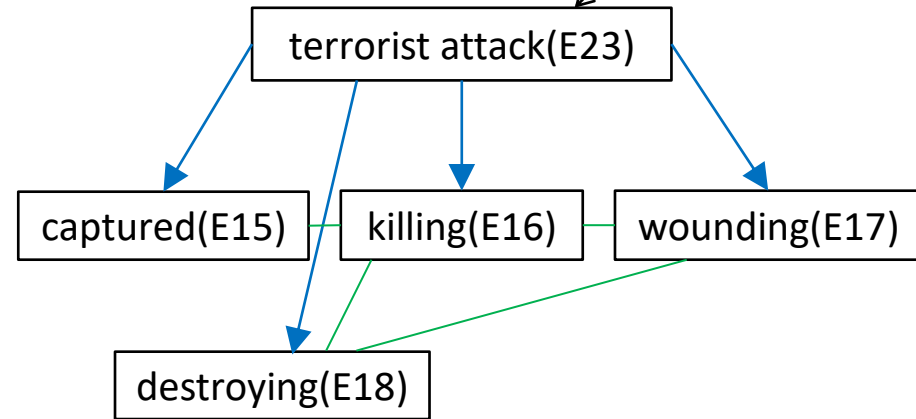 terrorist attack(E23)
captured(E15)
killing(E16)
wounding(E17)
destroying(E18)